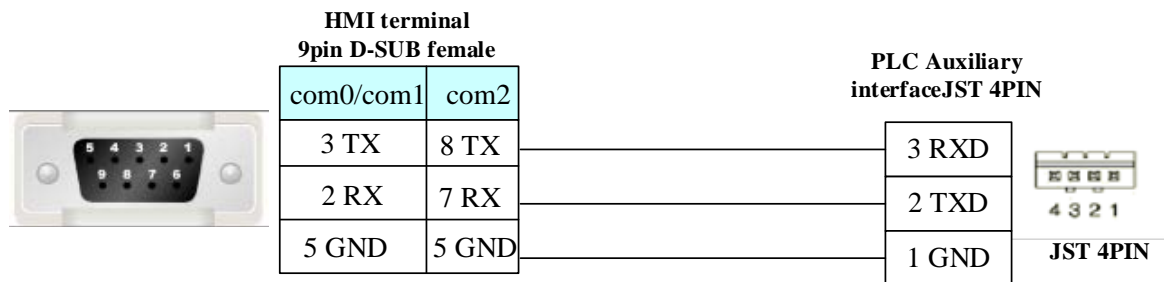 HMI terminal
9pin D-SUB female
PLC Auxiliary
interfaceJST 4PIN
com0/com1 com2
3 TX 8 TX
3 RXD
5 4 3 2 1
9 8 7 6
2 RX 7 RX
2 TXD
4 3 2 1
5 GND 5 GND
1 GND
JST 4PIN